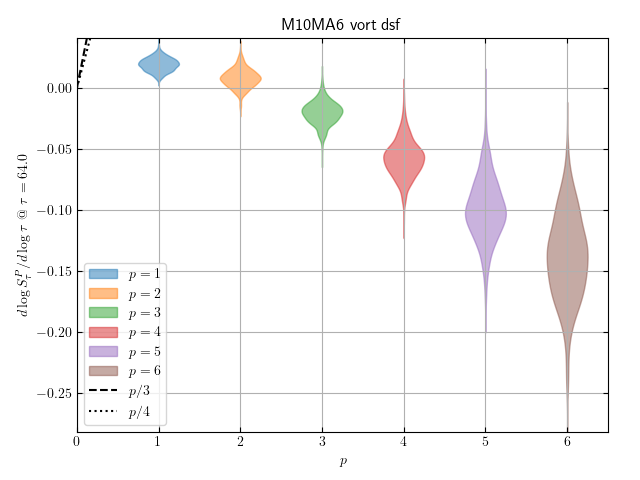 M10MA6 vort dsf
d log S_τ^P / d log τ @ τ = 64.0
0.00
−0.05
−0.10
−0.15
−0.20
−0.25
p = 1
p = 2
p = 3
p = 4
p = 5
p = 6
p/3
p/4
0 1 2 3 4 5 6
p